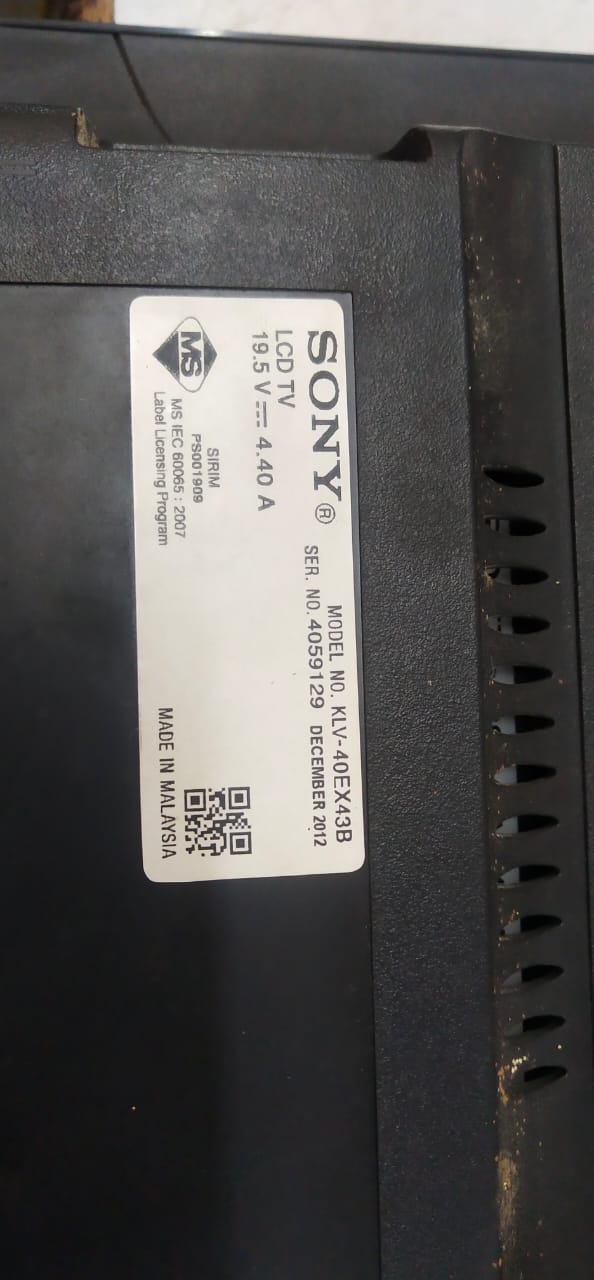 SONY®
MODEL NO. KLV-40EX43B
LCD TV
SER. NO. 4059129 DECEMBER 2012
19.5 V ⎓ 4.40 A
MS
SIRIM
PS001909
MS IEC 60065 : 2007
Label Licensing Program
MADE IN MALAYSIA